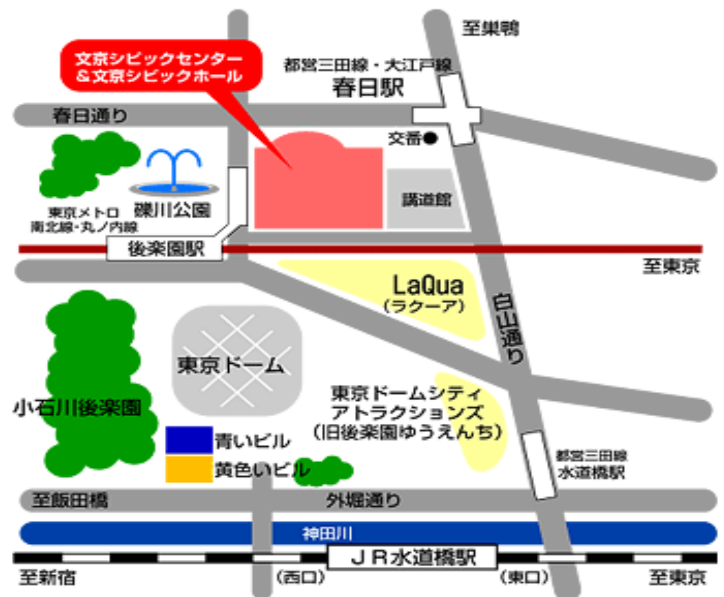 至巣鴨
文京シビックセンター
＆文京シビックホール
都営三田線・大江戸線
春日駅
春日通り
交番●
講道館
礫川公園
東京メトロ
南北線・丸ノ内線
後楽園駅
至東京
LaQua
(ラクーア)
白山通り
東京ドーム
小石川後楽園
東京ドームシティ
アトラクションズ
(旧後楽園ゆうえんち)
青いビル
黄色いビル
都営三田線
水道橋駅
至飯田橋
外堀通り
神田川
ＪＲ水道橋駅
至新宿
(西口)
(東口)
至東京